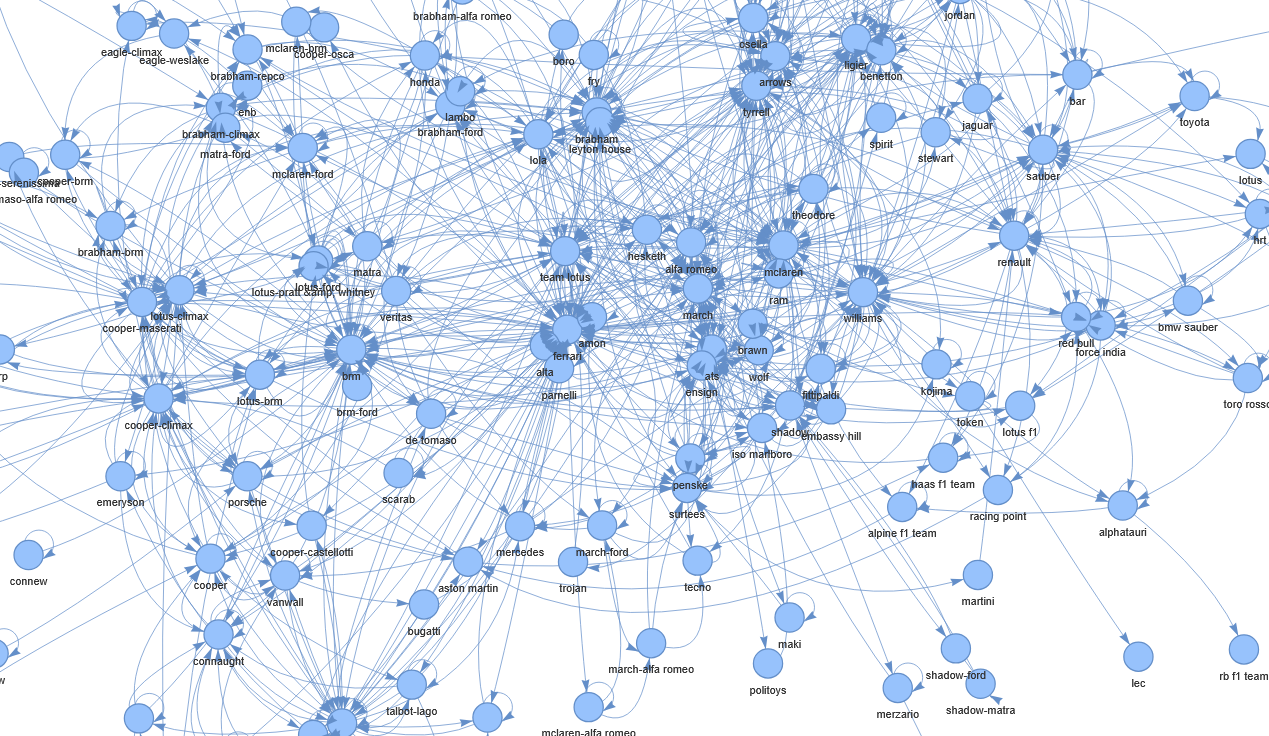 brabham-alfa romeo
jordan
eagle-climax
eagle-weslake
mclaren-brm
cooper-osca
brabham-repco
honda
boro
fry
osella
arrows
ligier
benetton
bar
toyota
enb
brabham-climax
matra-ford
lambo
brabham-ford
tyrrell
jaguar
spirit
stewart
brabham
leyton house
lola
mclaren-ford
sauber
lotus
-serenissima
cooper-brm
maso-alfa romeo
theodore
brabham-brm
hesketh
alfa romeo
mclaren
renault
hrt
matra
lotus-ford
lotus-pratt &amp; whitney
team lotus
ram
veritas
march
williams
lotus-climax
cooper-maserati
bmw sauber
red bull
force india
amon
ferrari
brawn
alta
parnelli
ats
wolf
ensign
rp
brm
brm-ford
lotus-brm
fittipaldi
kojima
token
toro rosso
cooper-climax
de tomaso
shadow
embassy hill
iso marlboro
lotus f1
emeryson
porsche
scarab
penske
surtees
haas f1 team
racing point
alpine f1 team
alphatauri
cooper-castellotti
mercedes
march-ford
connew
cooper
vanwall
aston martin
trojan
tecno
martini
bugatti
maki
connaught
march-alfa romeo
politoys
shadow-ford
lec
rb f1 team
w
talbot-lago
merzario
shadow-matra
mclaren-alfa romeo